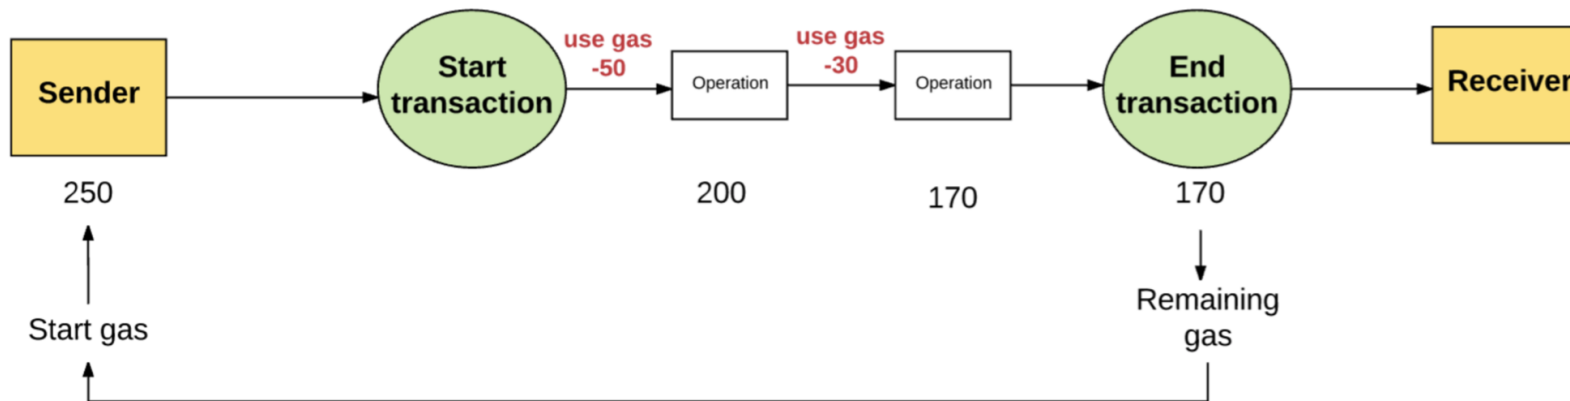 Sender
Start
transaction
use gas
-50
Operation
use gas
-30
Operation
End
transaction
Receiver
250
200
170
170
Start gas
Remaining
gas